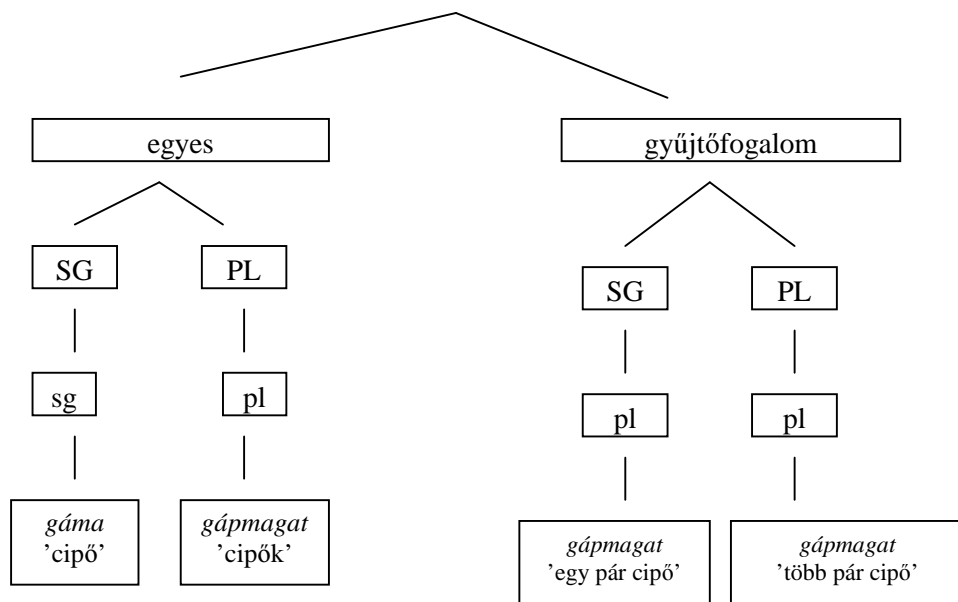 egyes
gyűjtőfogalom
SG
PL
SG
PL
sg
pl
pl
pl
gáma
’cipő’
gápmagat
’cipők’
gápmagat
’egy pár cipő’
gápmagat
’több pár cipő’